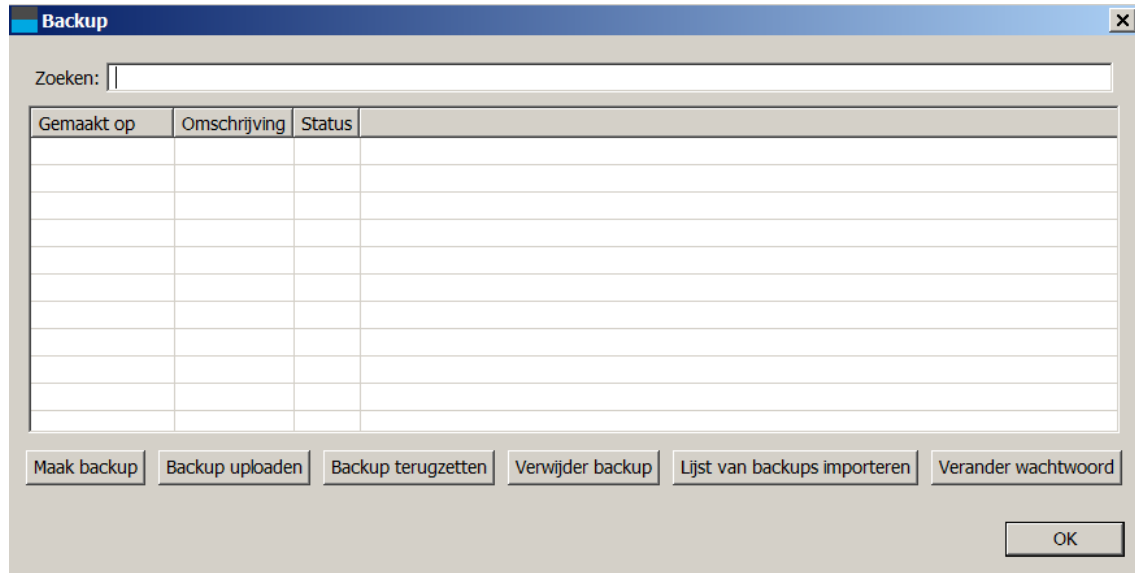 Backup
Zoeken:
Gemaakt op Omschrijving Status
Maak backup Backup uploaden Backup terugzetten Verwijder backup Lijst van backups importeren Verander wachtwoord
OK